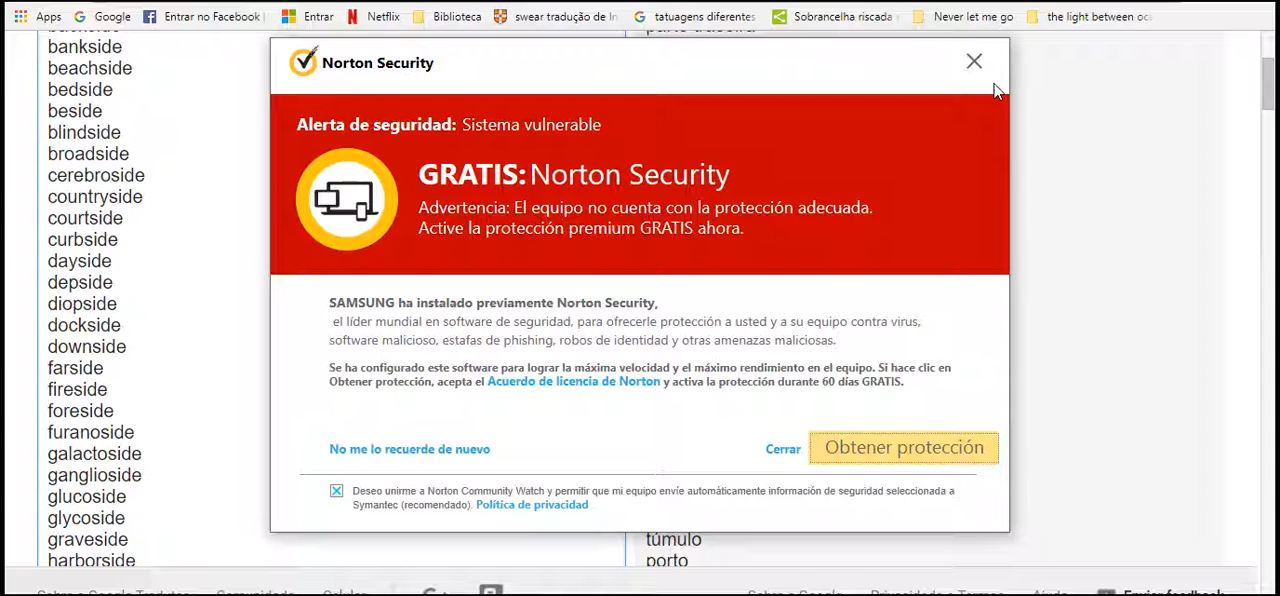 Apps Google Entrar no Facebook Entrar Netflix Biblioteca swear tradução de In tatuagens diferentes Sobrancelha riscada Never let me go the light between oc
bankside
beachside
bedside
beside
blindside
broadside
cerebroside
countryside
courtside
curbside
dayside
depside
diopside
dockside
downside
farside
fireside
foreside
furanoside
galactoside
ganglioside
glucoside
glycoside
graveside
harborside
Norton Security
Alerta de seguridad: Sistema vulnerable
GRATIS: Norton Security
Advertencia: El equipo no cuenta con la protección adecuada.
Active la protección premium GRATIS ahora.
SAMSUNG ha instalado previamente Norton Security,
el líder mundial en software de seguridad, para ofrecerle protección a usted y a su equipo contra virus,
software malicioso, estafas de phishing, robos de identidad y otras amenazas maliciosas.
Se ha configurado este software para lograr la máxima velocidad y el máximo rendimiento en el equipo. Si hace clic en
Obtener protección, acepta el Acuerdo de licencia de Norton y activa la protección durante 60 días GRATIS.
No me lo recuerde de nuevo Cerrar Obtener protección
Deseo unirme a Norton Community Watch y permitir que mi equipo envíe automáticamente información de seguridad seleccionada a
Symantec (recomendado). Política de privacidad
túmulo
porto